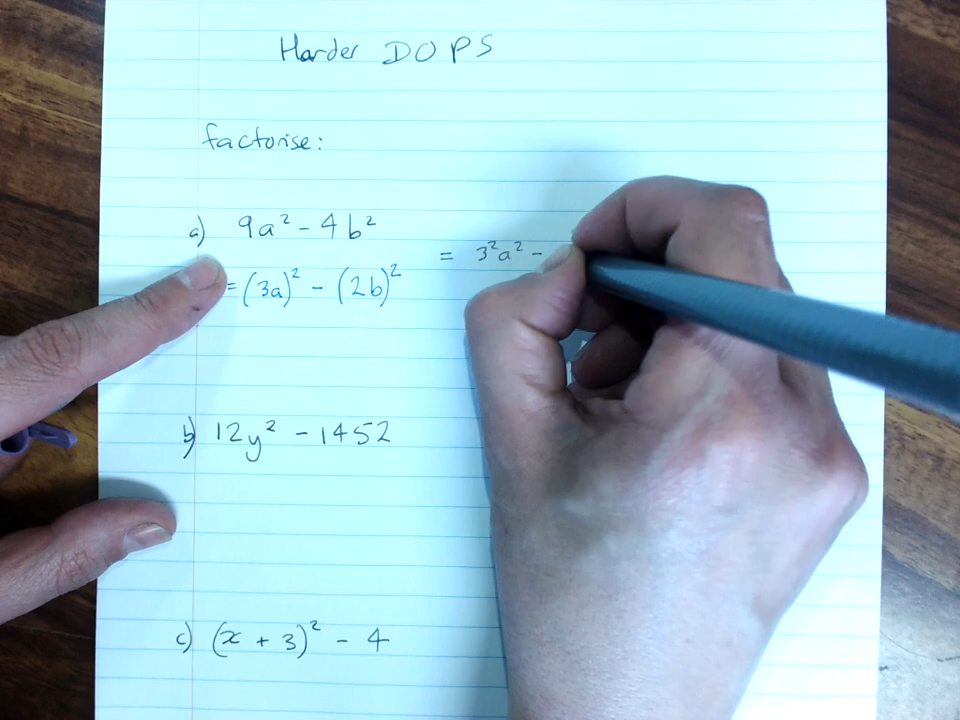 Harder DOPS
factorise:
a) 9a² - 4b²
= (3a)² - (2b)²
= 3²a² -
b) 12y² - 1452
c) (x + 3)² - 4